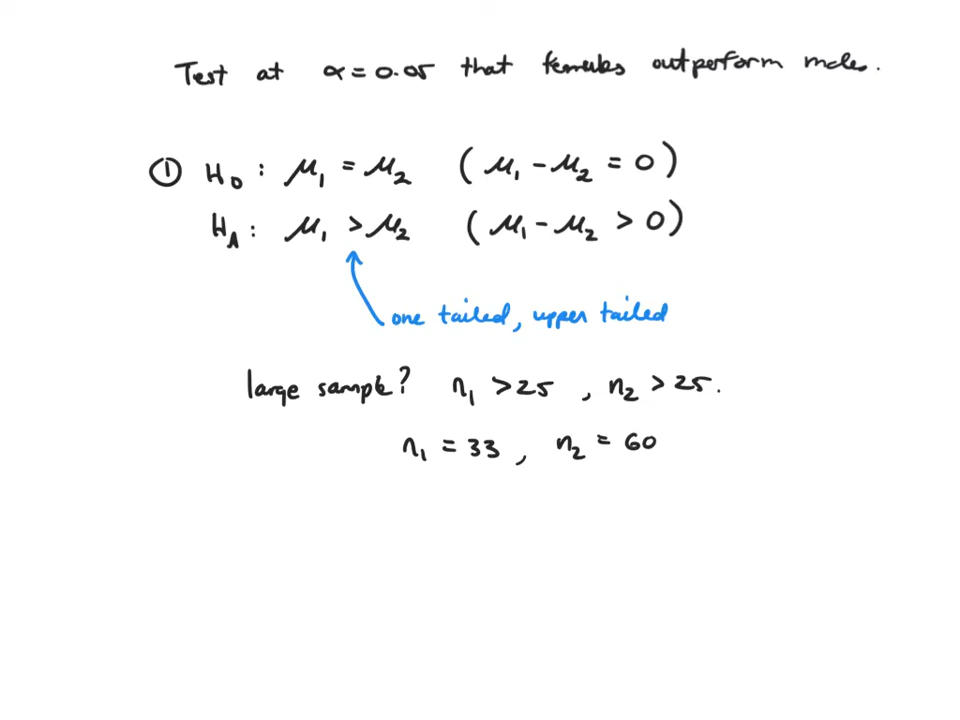 Test at α = 0.05 that females outperform males.
① H₀ : μ₁ = μ₂ ( μ₁ - μ₂ = 0 )
H_A : μ₁ > μ₂ ( μ₁ - μ₂ > 0 )
one tailed, upper tailed
large sample? n₁ > 25 , n₂ > 25.
n₁ = 33 , n₂ = 60